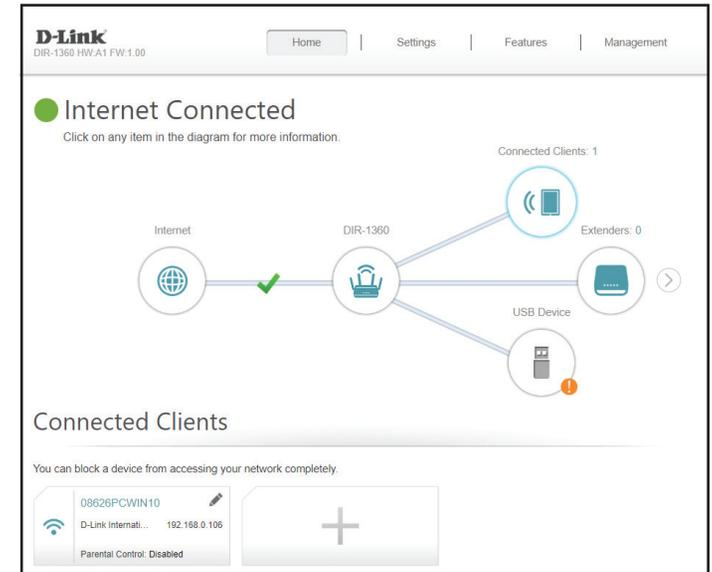 D-Link
DIR-1360 HW:A1 FW:1.00
Home
Settings
Features
Management
Internet Connected
Click on any item in the diagram for more information.
Connected Clients: 1
Internet
DIR-1360
Extenders: 0
USB Device
Connected Clients
You can block a device from accessing your network completely.
08626PCWIN10
D-Link Internati... 192.168.0.106
Parental Control: Disabled